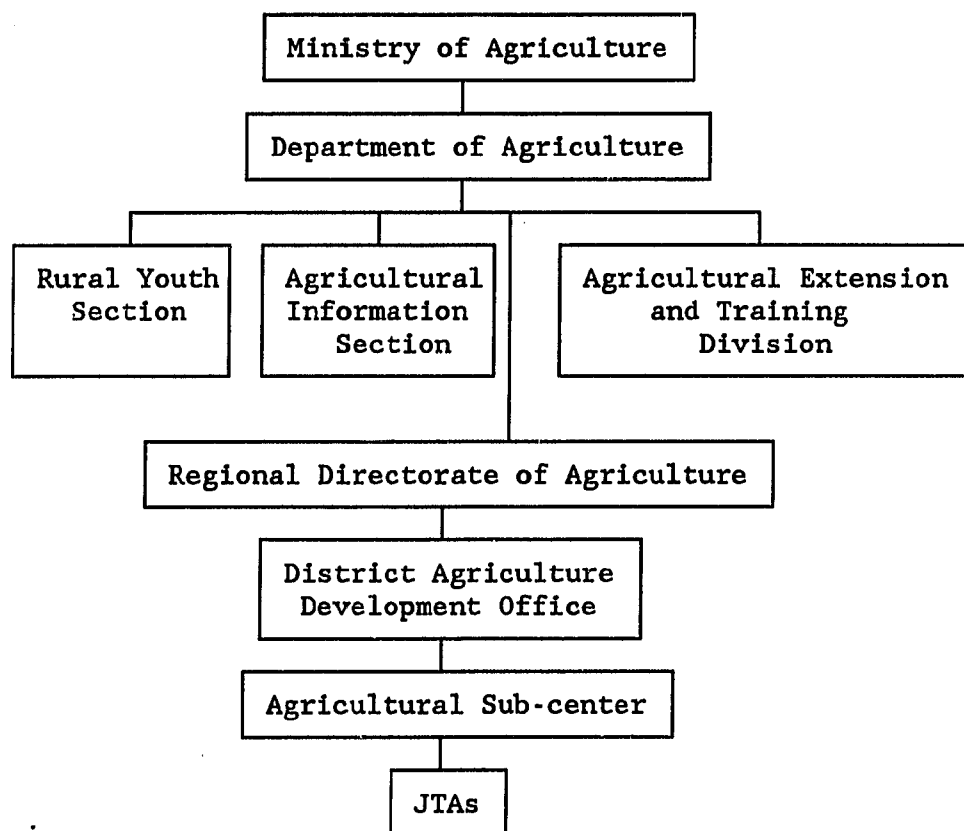 Ministry of Agriculture
Department of Agriculture
Rural Youth
Section
Agricultural
Information
Section
Agricultural Extension
and Training
Division
Regional Directorate of Agriculture
District Agriculture
Development Office
Agricultural Sub-center
JTAs